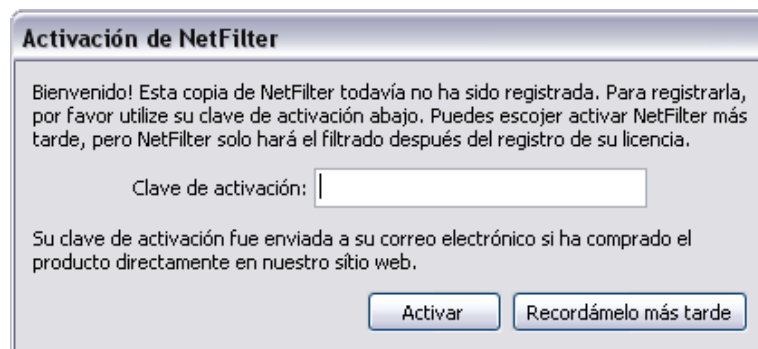 Activación de NetFilter
Bienvenido! Esta copia de NetFilter todavía no ha sido registrada. Para registrarla,
por favor utilize su clave de activación abajo. Puedes escojer activar NetFilter más
tarde, pero NetFilter solo hará el filtrado después del registro de su licencia.
Clave de activación:
Su clave de activación fue enviada a su correo electrónico si ha comprado el
producto directamente en nuestro sítio web.
Activar
Recordámelo más tarde